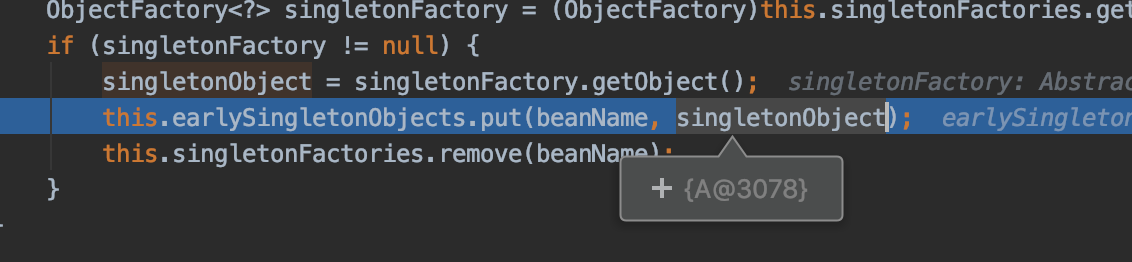 ObjectFactory<?> singletonFactory = (ObjectFactory)this.singletonFactories.get
if (singletonFactory != null) {
singletonObject = singletonFactory.getObject(); singletonFactory: Abstrac
this.earlySingletonObjects.put(beanName, singletonObject); earlySingleton
this.singletonFactories.remove(beanName);
+ {A@3078}
}